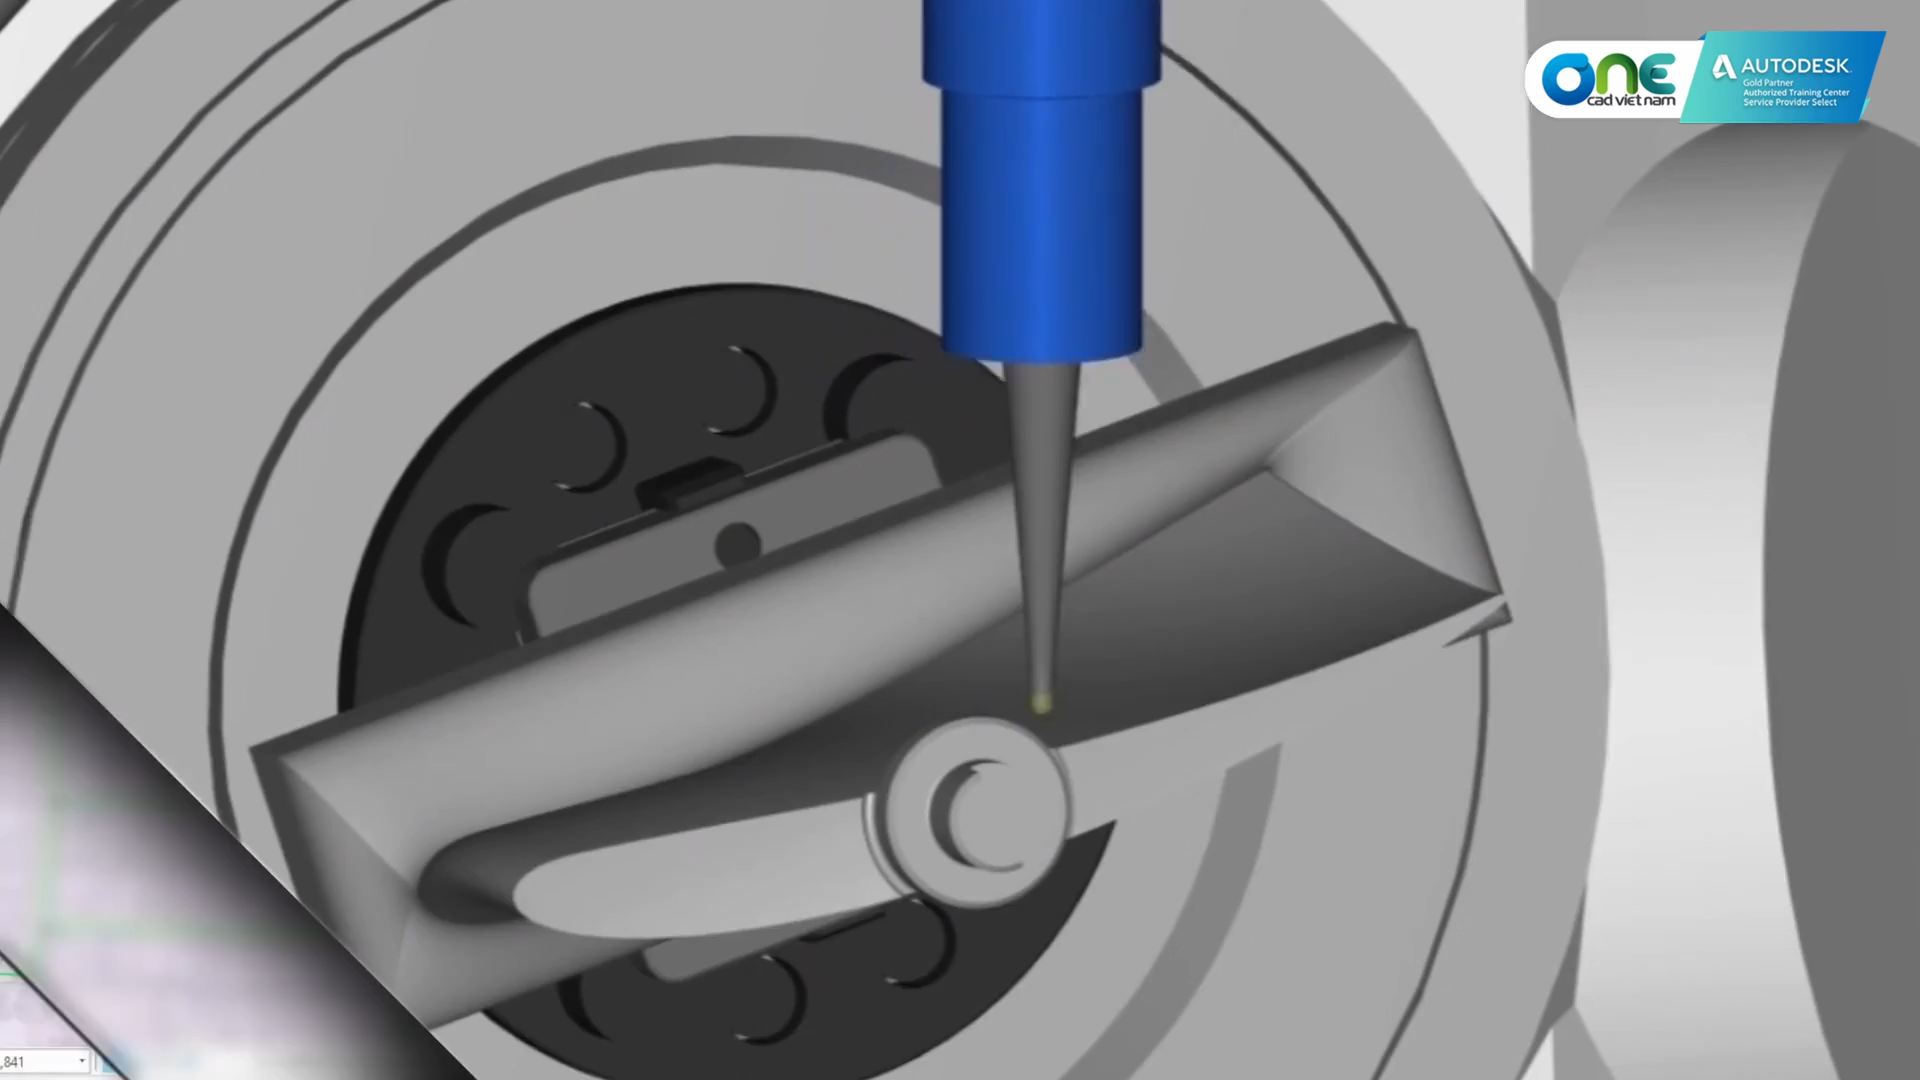 one
cad viet nam
AUTODESK
Gold Partner
Authorized Training Center
Service Provider Select
,841